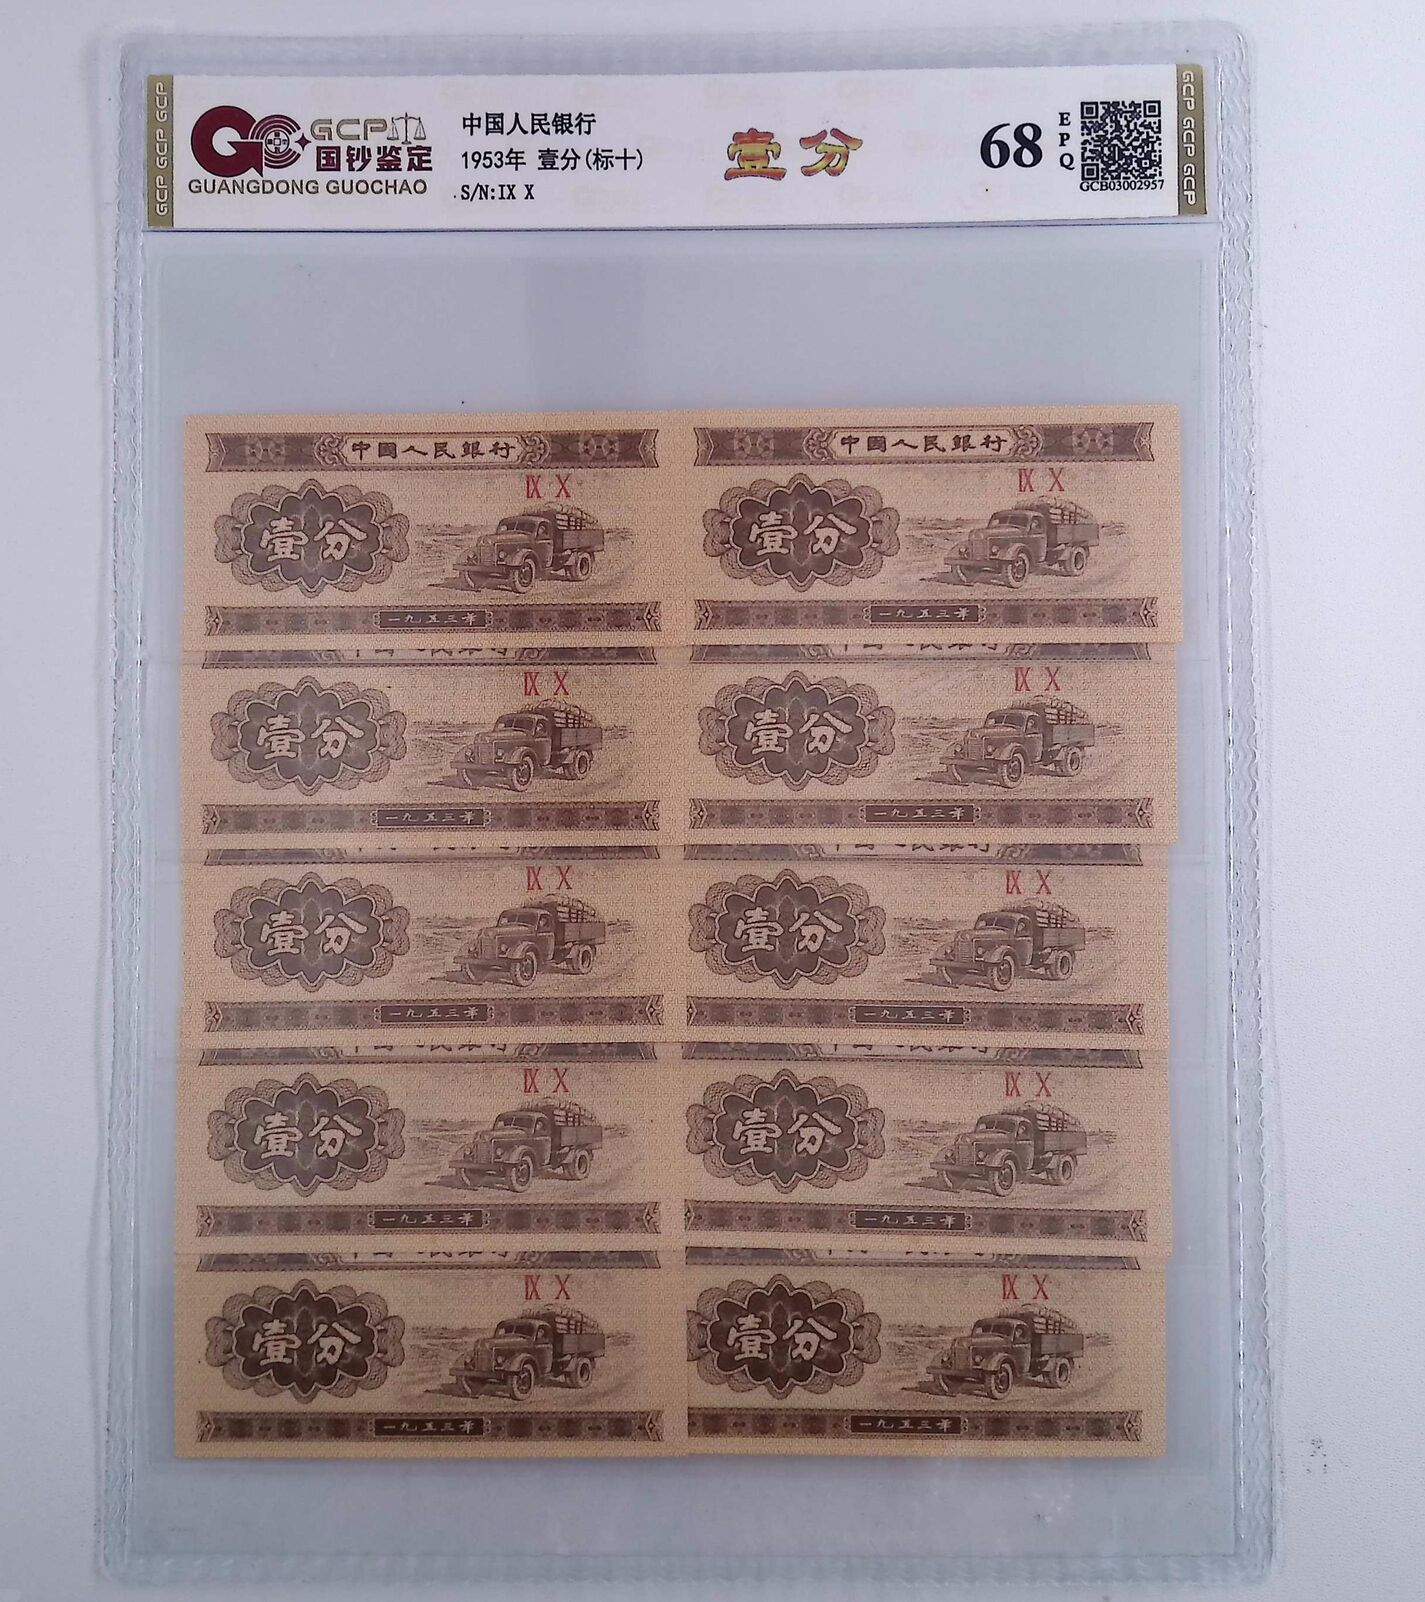 GCP GCP GCP
GCP
国钞鉴定
GUANGDONG GUOCHAO
中国人民银行
1953年 壹分(标十)
S/N:IX X
壹分
68
EPQ
GCB03002957
GCP GCP GCP
中国人民银行
IX X
壹分
一九五三年
中国人民银行
IX X
壹分
一九五三年
IX X
壹分
一九五三年
IX X
壹分
一九五三年
IX X
壹分
一九五三年
IX X
壹分
一九五三年
IX X
壹分
一九五三年
IX X
壹分
一九五三年
IX X
壹分
一九五三年
IX X
壹分
一九五三年